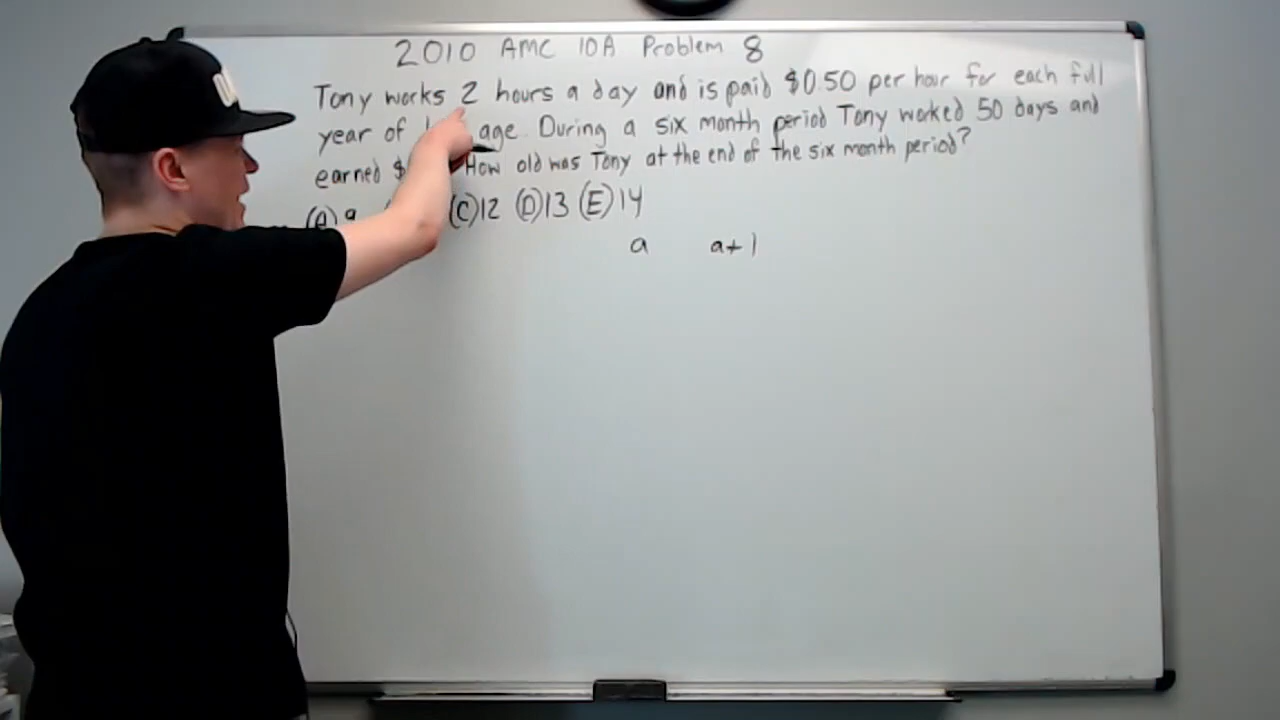 2010 AMC 10A Problem 8
Tony works 2 hours a day and is paid $0.50 per hour for each full
year of age. During a six month period Tony worked 50 days and
earned $ How old was Tony at the end of the six month period?
(A) 9 (C) 12 (D) 13 (E) 14
a a+1